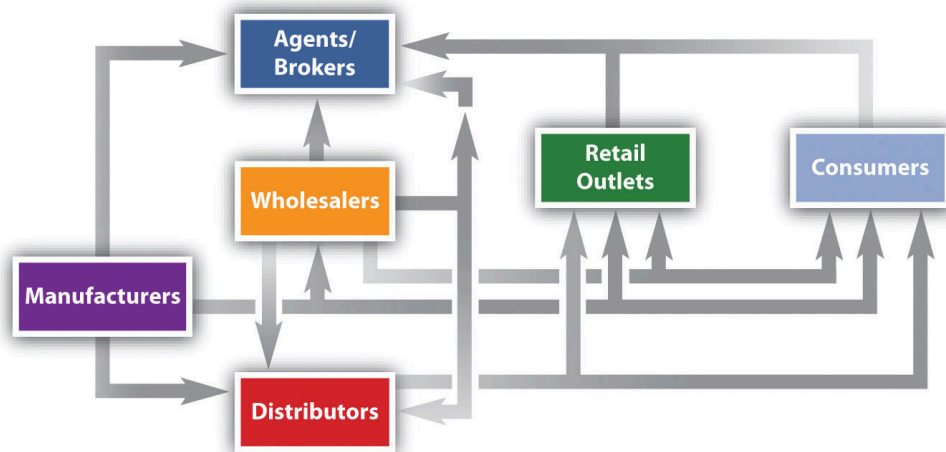 Agents/
Brokers
Retail
Outlets
Consumers
Wholesalers
Manufacturers
Distributors